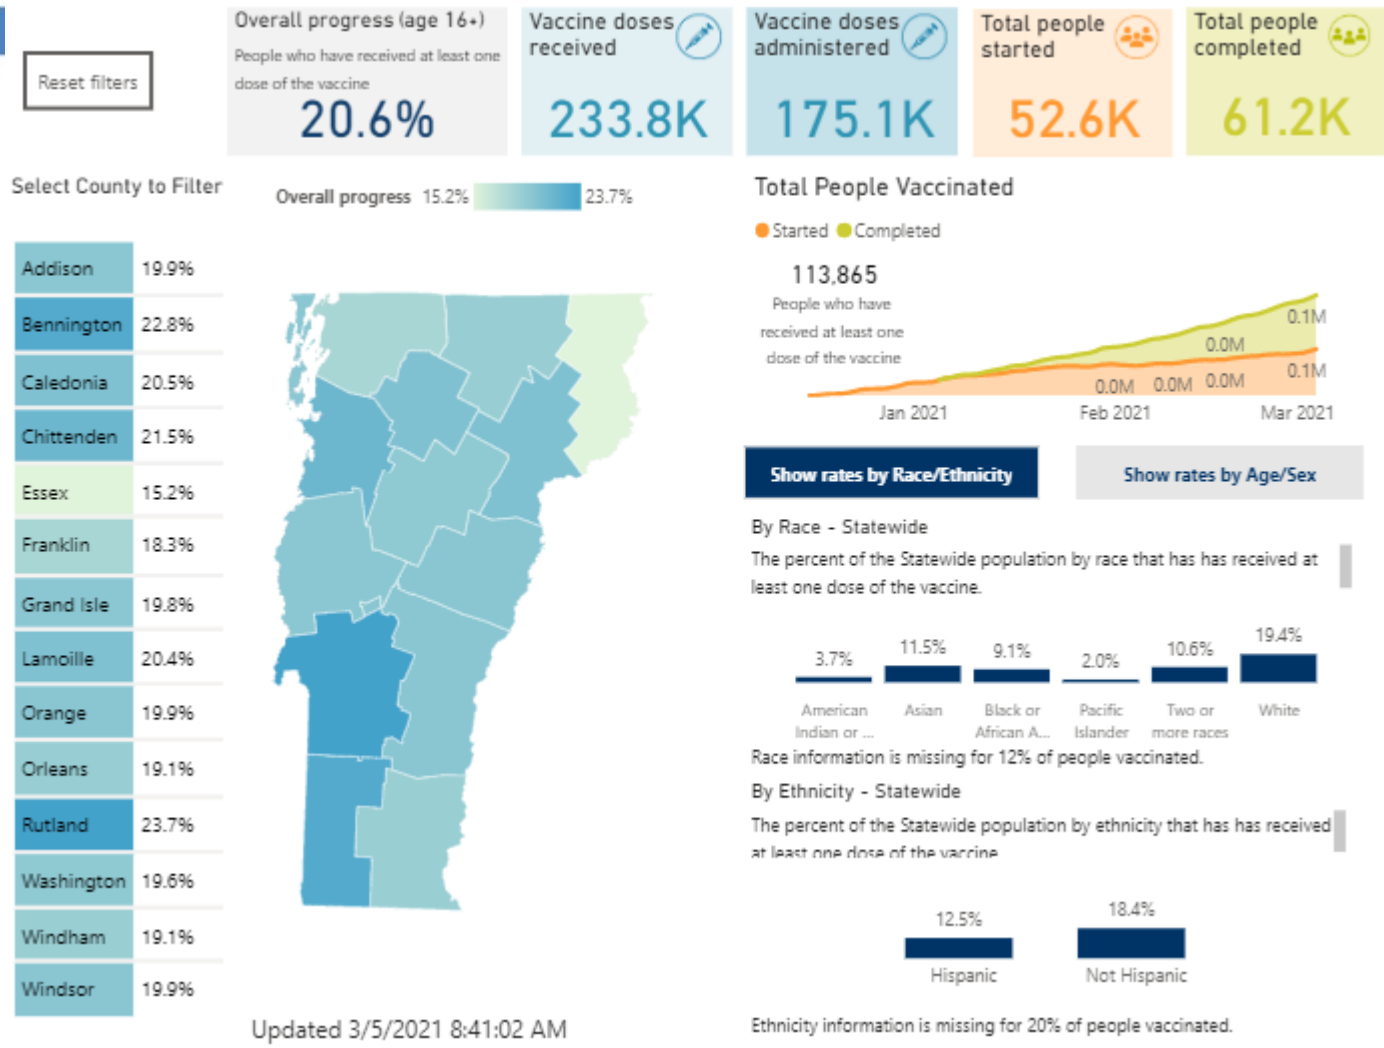 Reset filters
Overall progress (age 16+)
People who have received at least one
dose of the vaccine
20.6%
Vaccine doses
received
233.8K
Vaccine doses
administered
175.1K
Total people
started
52.6K
Total people
completed
61.2K
Select County to Filter
Addison 19.9%
Bennington 22.8%
Caledonia 20.5%
Chittenden 21.5%
Essex 15.2%
Franklin 18.3%
Grand Isle 19.8%
Lamoille 20.4%
Orange 19.9%
Orleans 19.1%
Rutland 23.7%
Washington 19.6%
Windham 19.1%
Windsor 19.9%
Overall progress 15.2% 23.7%
Updated 3/5/2021 8:41:02 AM
Total People Vaccinated
Started Completed
113,865
People who have
received at least one
dose of the vaccine
0.1M
0.0M
0.1M
0.0M 0.0M 0.0M
Jan 2021 Feb 2021 Mar 2021
Show rates by Race/Ethnicity
Show rates by Age/Sex
By Race - Statewide
The percent of the Statewide population by race that has has received at
least one dose of the vaccine.
3.7% 11.5% 9.1% 2.0% 10.6% 19.4%
American Asian Black or Pacific Two or White
Indian or ... African A... Islander more races
Race information is missing for 12% of people vaccinated.
By Ethnicity - Statewide
The percent of the Statewide population by ethnicity that has has received
at least one dose of the vaccine
12.5% 18.4%
Hispanic Not Hispanic
Ethnicity information is missing for 20% of people vaccinated.